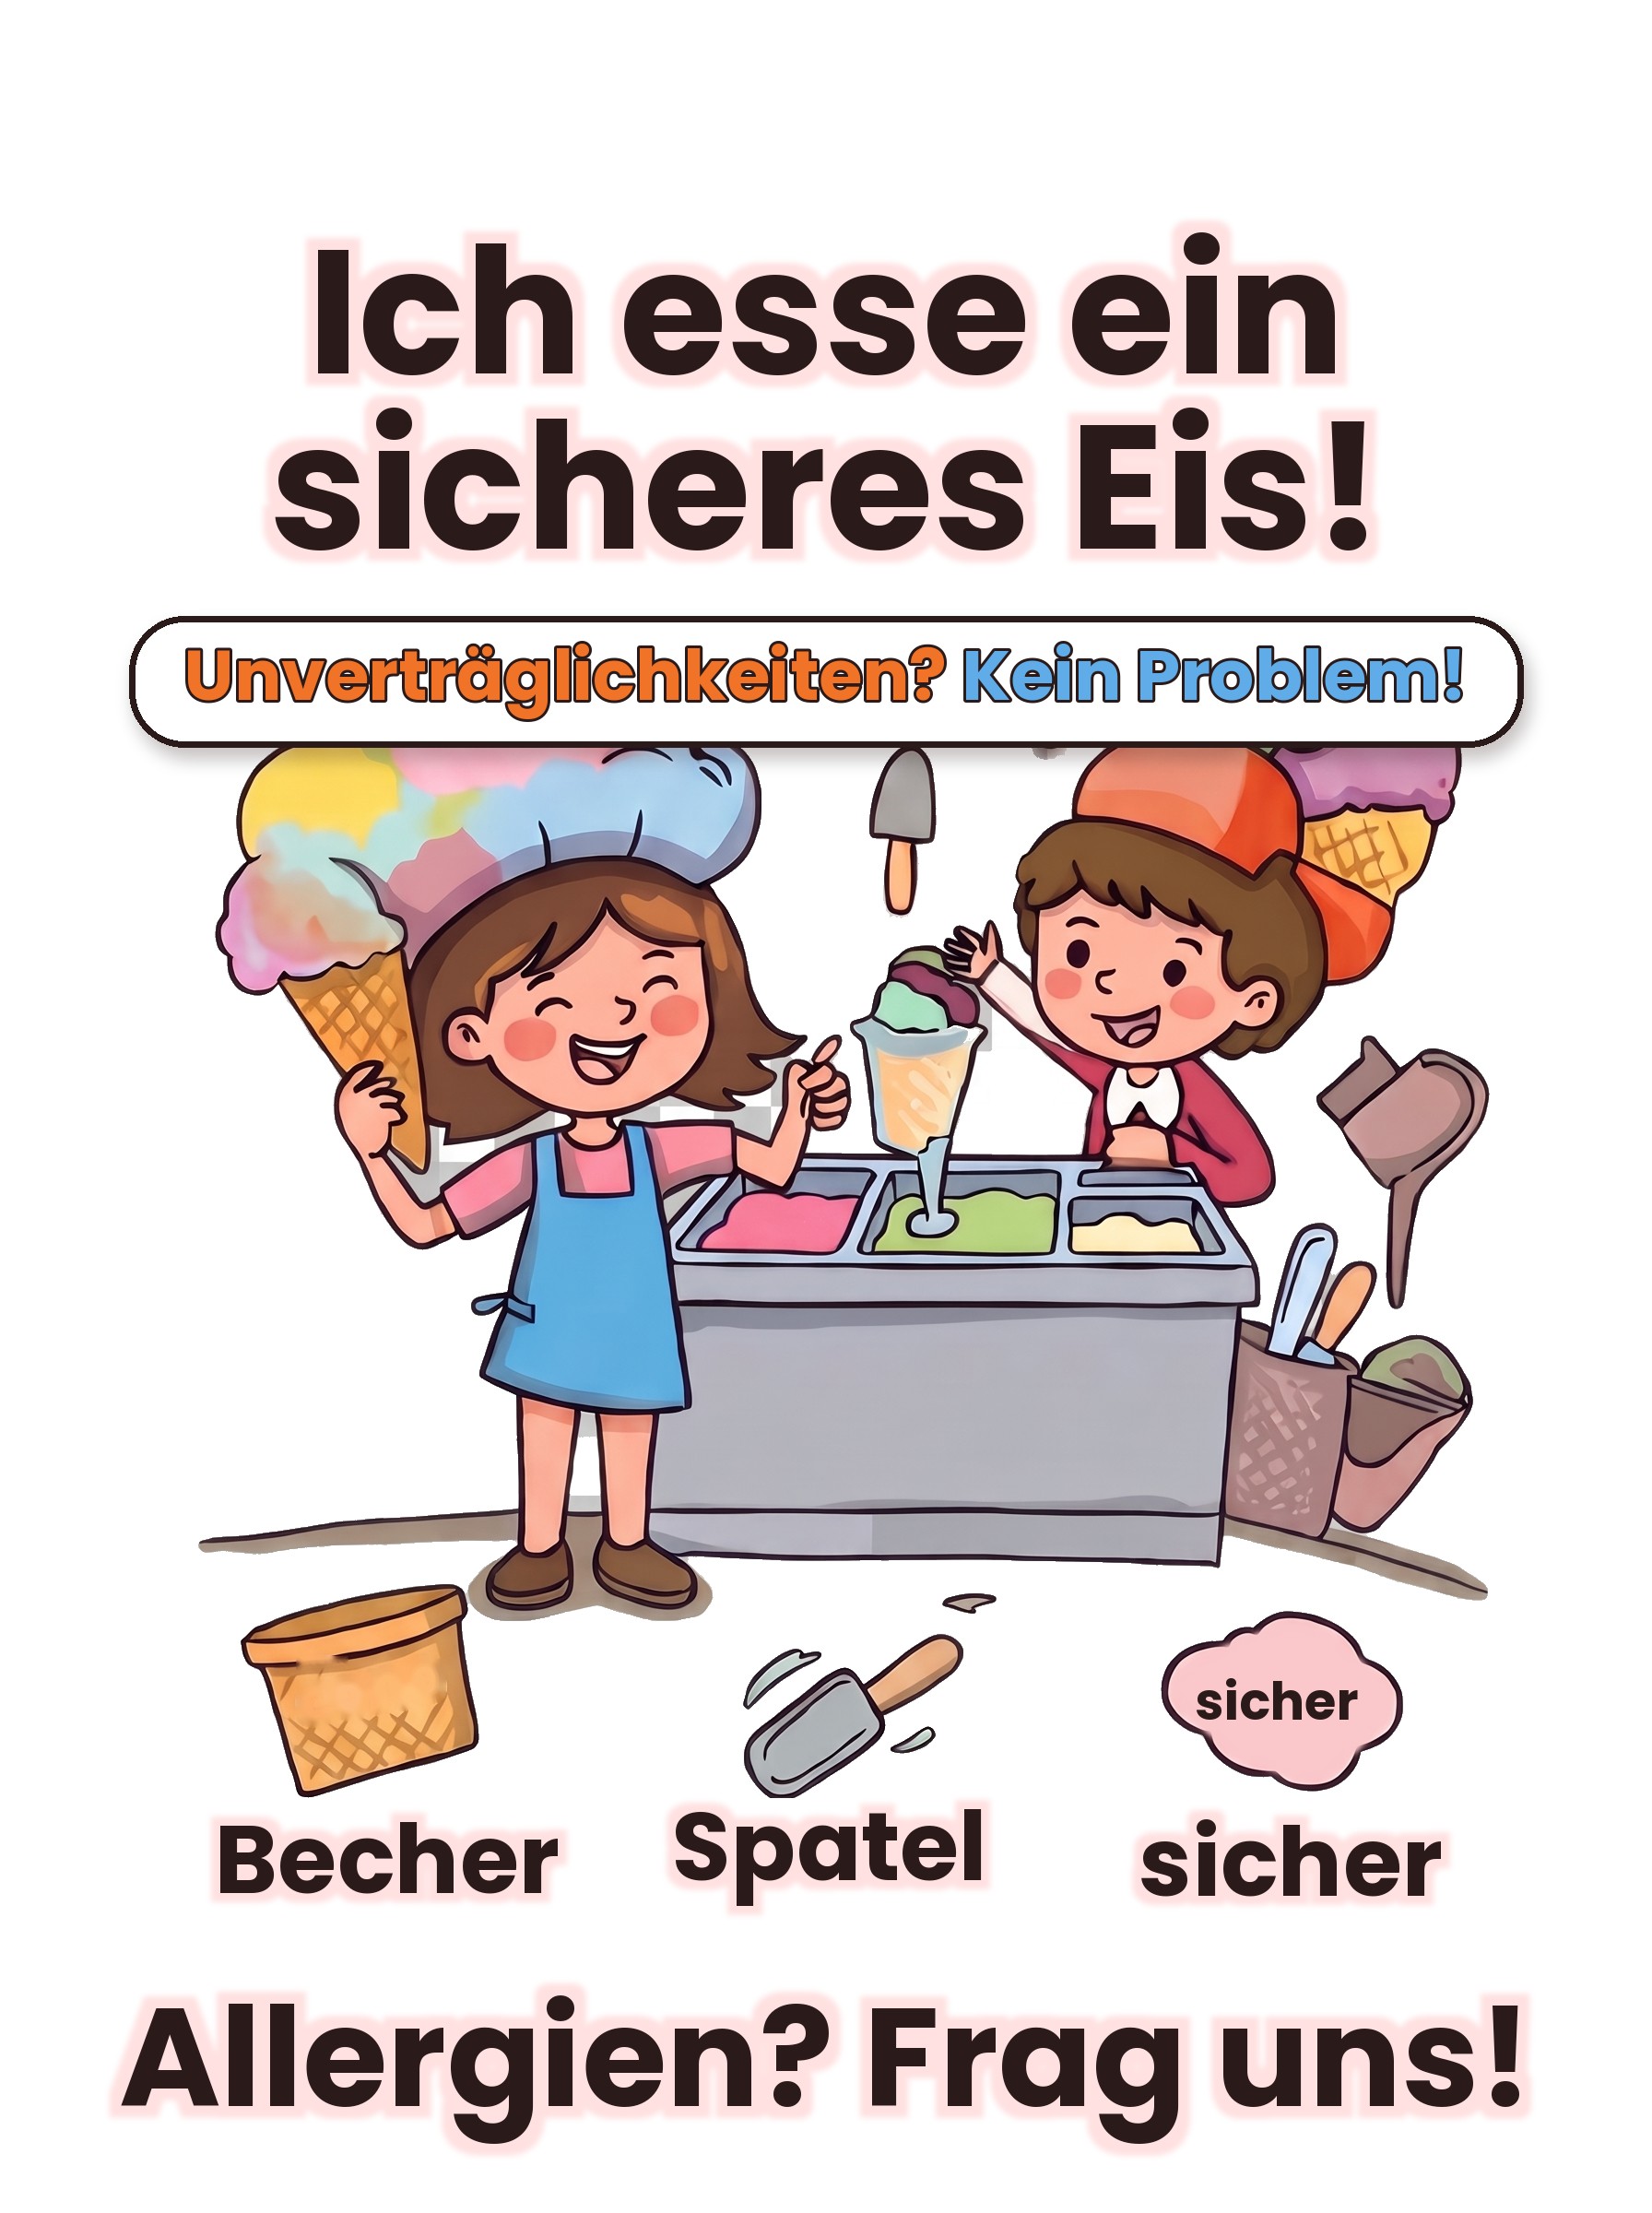 Ich esse ein
sicheres Eis!
Unverträglichkeiten? Kein Problem!
sicher
Becher
Spatel
sicher
Allergien? Frag uns!